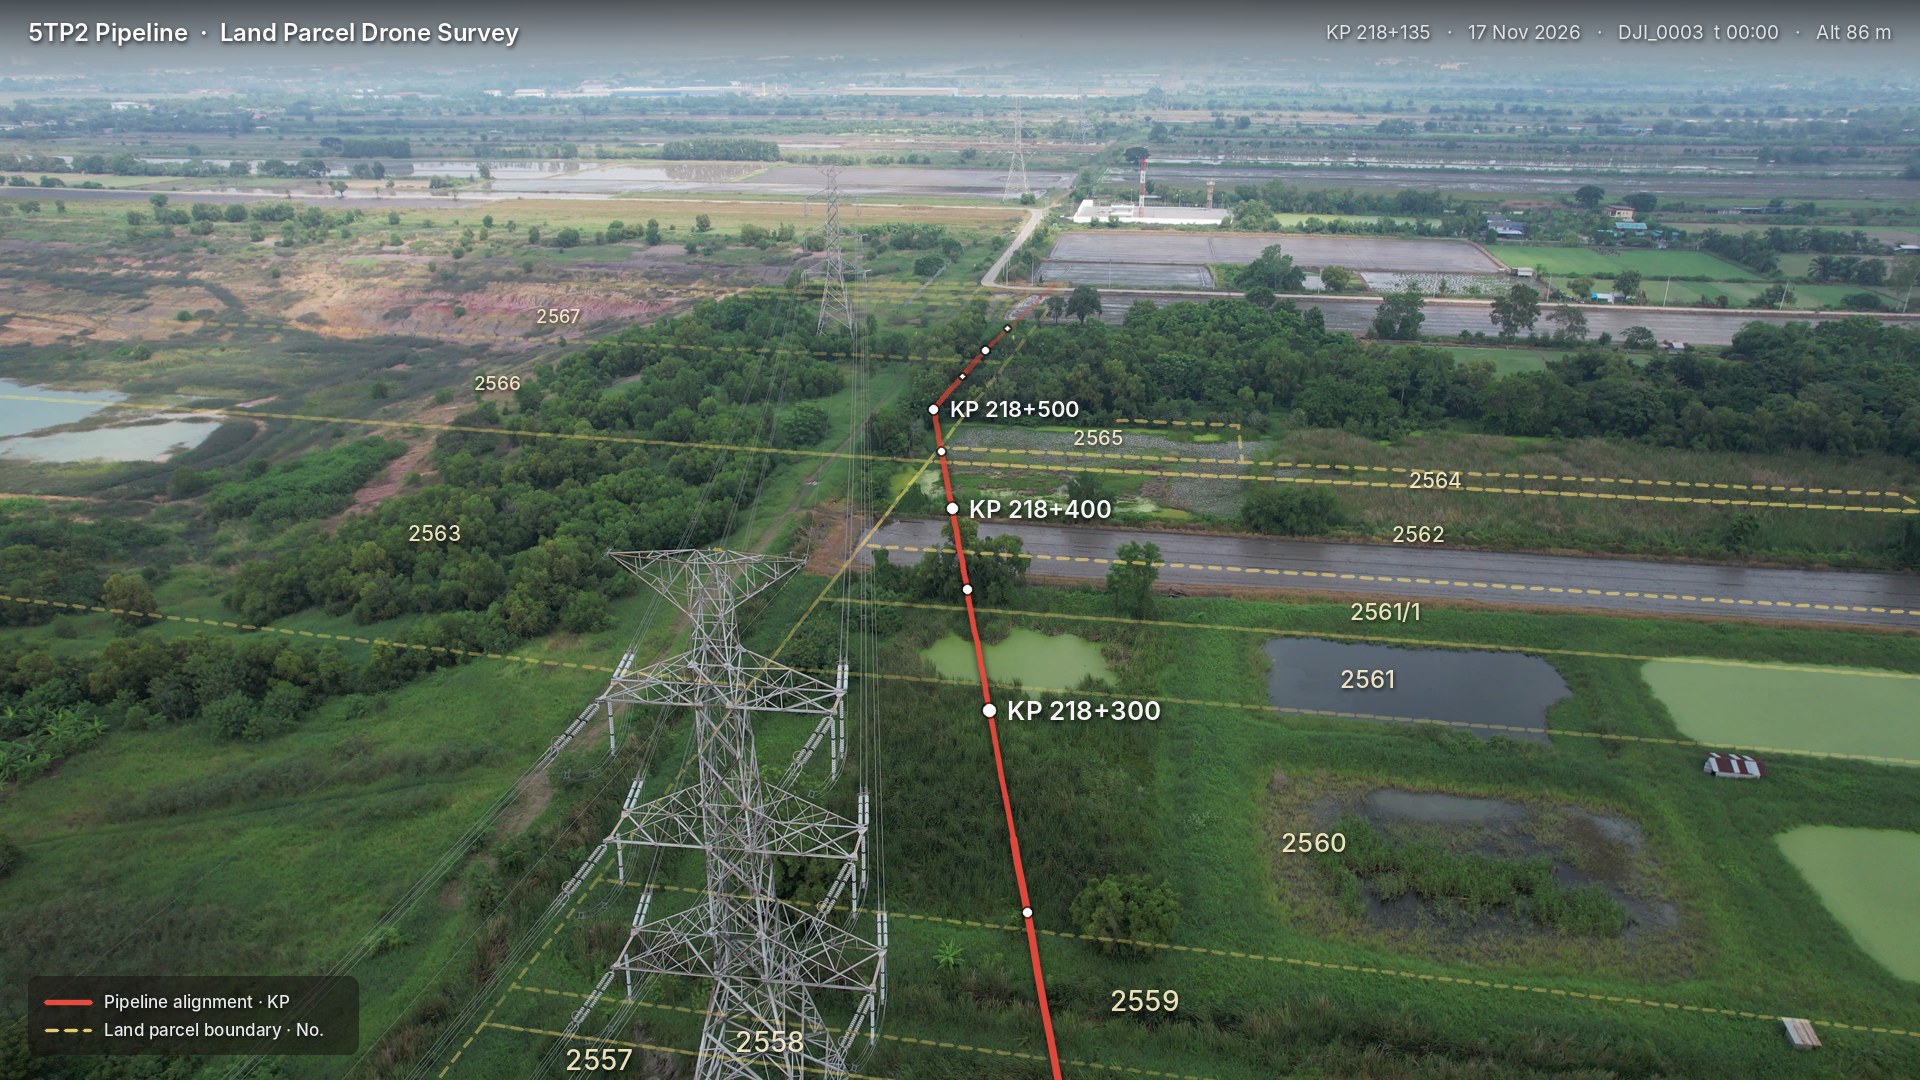 5TP2 Pipeline · Land Parcel Drone Survey
KP 218+135 · 17 Nov 2026 · DJI_0003 t 00:00 · Alt 86 m
2567
2566
KP 218+500
2565
2564
KP 218+400
2563
2562
2561/1
2561
KP 218+300
2560
2559
2558
2557
Pipeline alignment · KP
Land parcel boundary · No.